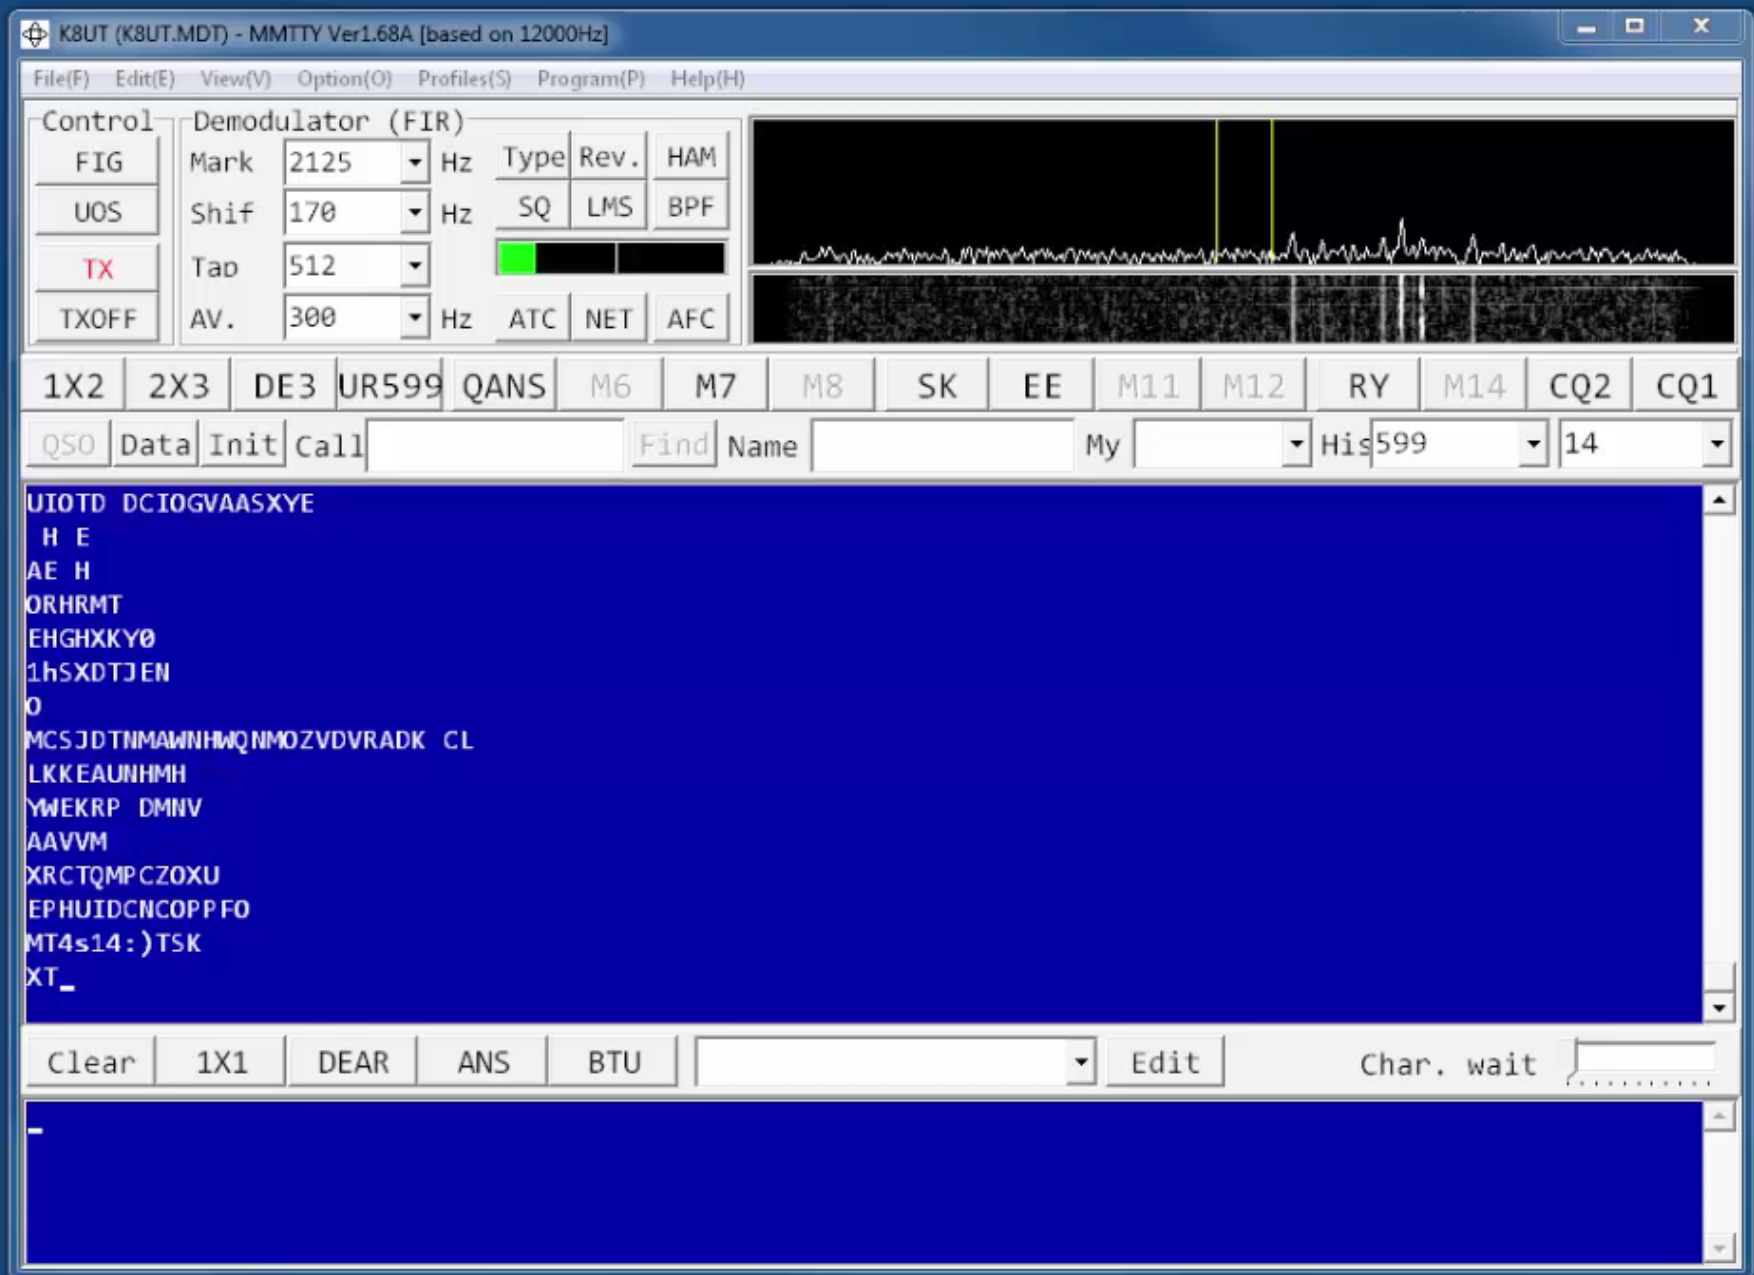 K8UT (K8UT.MDT) - MMTTY Ver1.68A [based on 12000Hz]
File(F) Edit(E) View(V) Option(O) Profiles(S) Program(P) Help(H)
Control Demodulator (FIR)
FIG Mark 2125 Hz Type Rev. HAM
UOS Shif 170 Hz SQ LMS BPF
TX Tap 512
TXOFF AV. 300 Hz ATC NET AFC
1X2 2X3 DE3 UR599 QANS M6 M7 M8 SK EE M11 M12 RY M14 CQ2 CQ1
QSO Data Init Call Find Name My His 599 14
UIOTD DCIOGVAASXYE
H E
AE H
ORHRMT
EHGHXKY0
1hSXDTJEN
O
MCSJDTNMAWNHWQNMOZVDVRADK CL
LKKEAUNHMH
YWEKRP DMNV
AAVVM
XRCTQMPCZOXU
EPHUIDCNCOPPFO
MT4s14:)TSK
XT_
Clear 1X1 DEAR ANS BTU Edit Char. wait
_